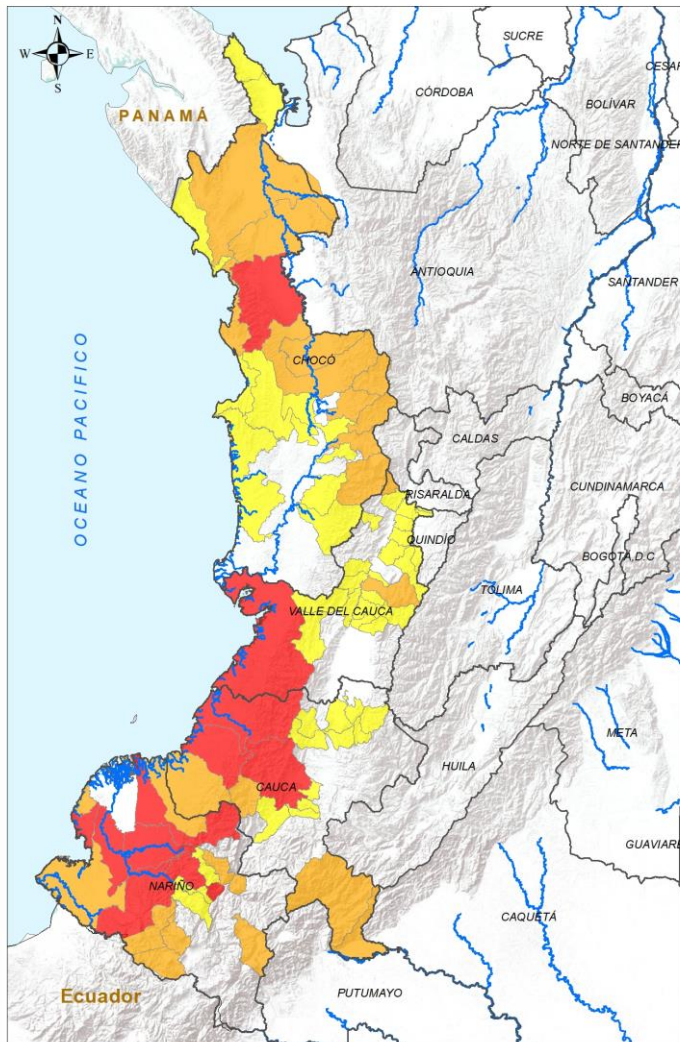 N
W E
S
PANAMÁ
SUCRE
CÓRDOBA
CESAR
BOLÍVAR
NORTE DE SANTANDER
ANTIOQUIA
SANTANDER
OCEANO PACIFICO
CHOCÓ
BOYACÁ
CALDAS
RISARALDA
CUNDINAMARCA
QUINDÍO
BOGOTÁ, D.C
TOLIMA
VALLE DEL CAUCA
META
HUILA
CAUCA
GUAVIARE
NARIÑO
CAQUETÁ
Ecuador
PUTUMAYO